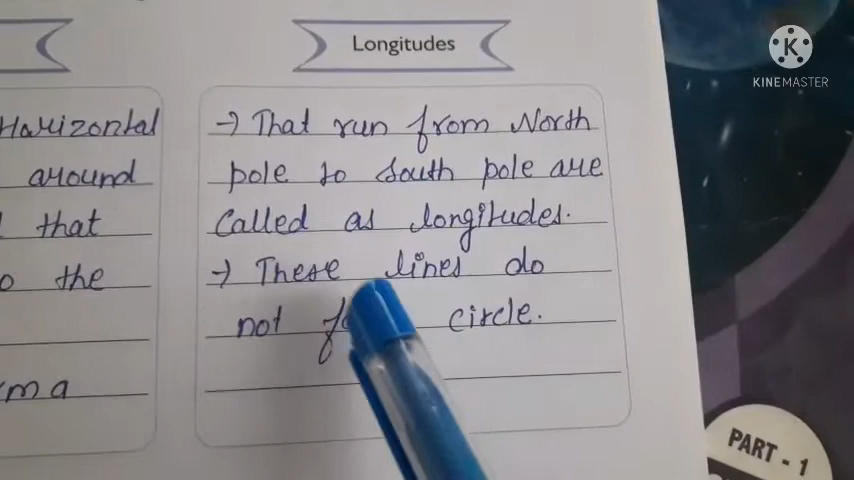 Longitudes
KINEMASTER
Harizontal
around
that
the
ma
→ That run from North
pole to south pole are
called as longitudes.
→ These lines do
not circle.
PART - 1